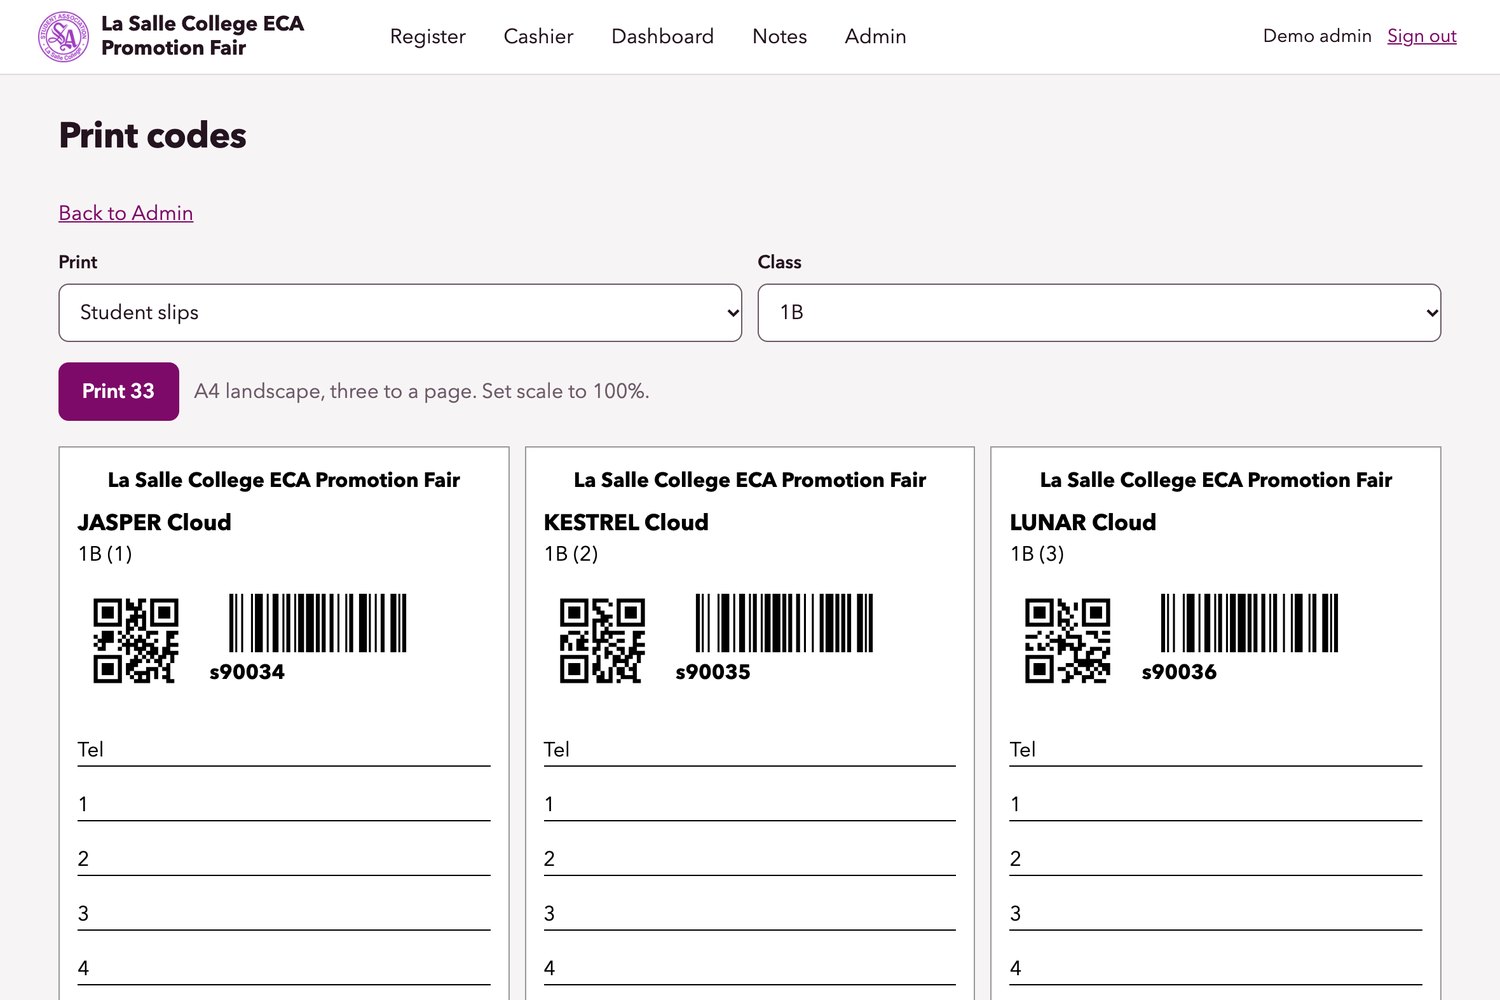 La Salle College ECA
Promotion Fair
Register
Cashier
Dashboard
Notes
Admin
Demo admin
Sign out
Print codes
Back to Admin
Print
Class
Student slips
1B
Print 33
A4 landscape, three to a page. Set scale to 100%.
La Salle College ECA Promotion Fair
JASPER Cloud
1B (1)
s90034
Tel
1
2
3
4
La Salle College ECA Promotion Fair
KESTREL Cloud
1B (2)
s90035
Tel
1
2
3
4
La Salle College ECA Promotion Fair
LUNAR Cloud
1B (3)
s90036
Tel
1
2
3
4